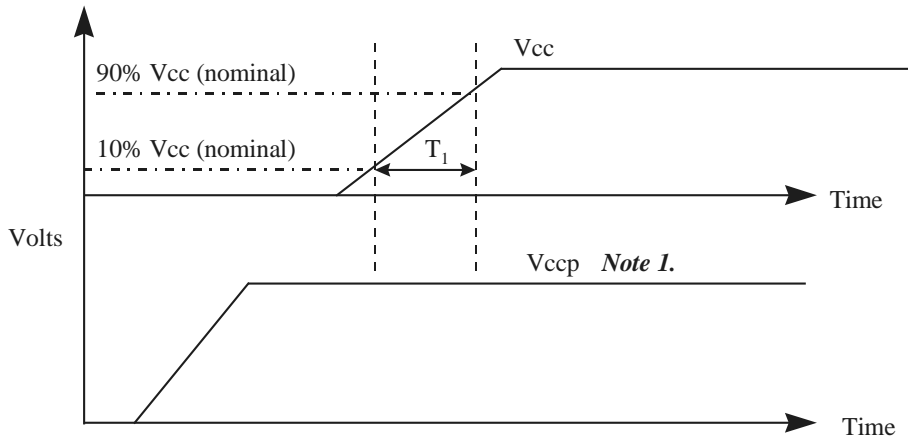 Vcc
90% Vcc (nominal)
10% Vcc (nominal)
T1
Time
Volts
Vccp Note 1.
Time